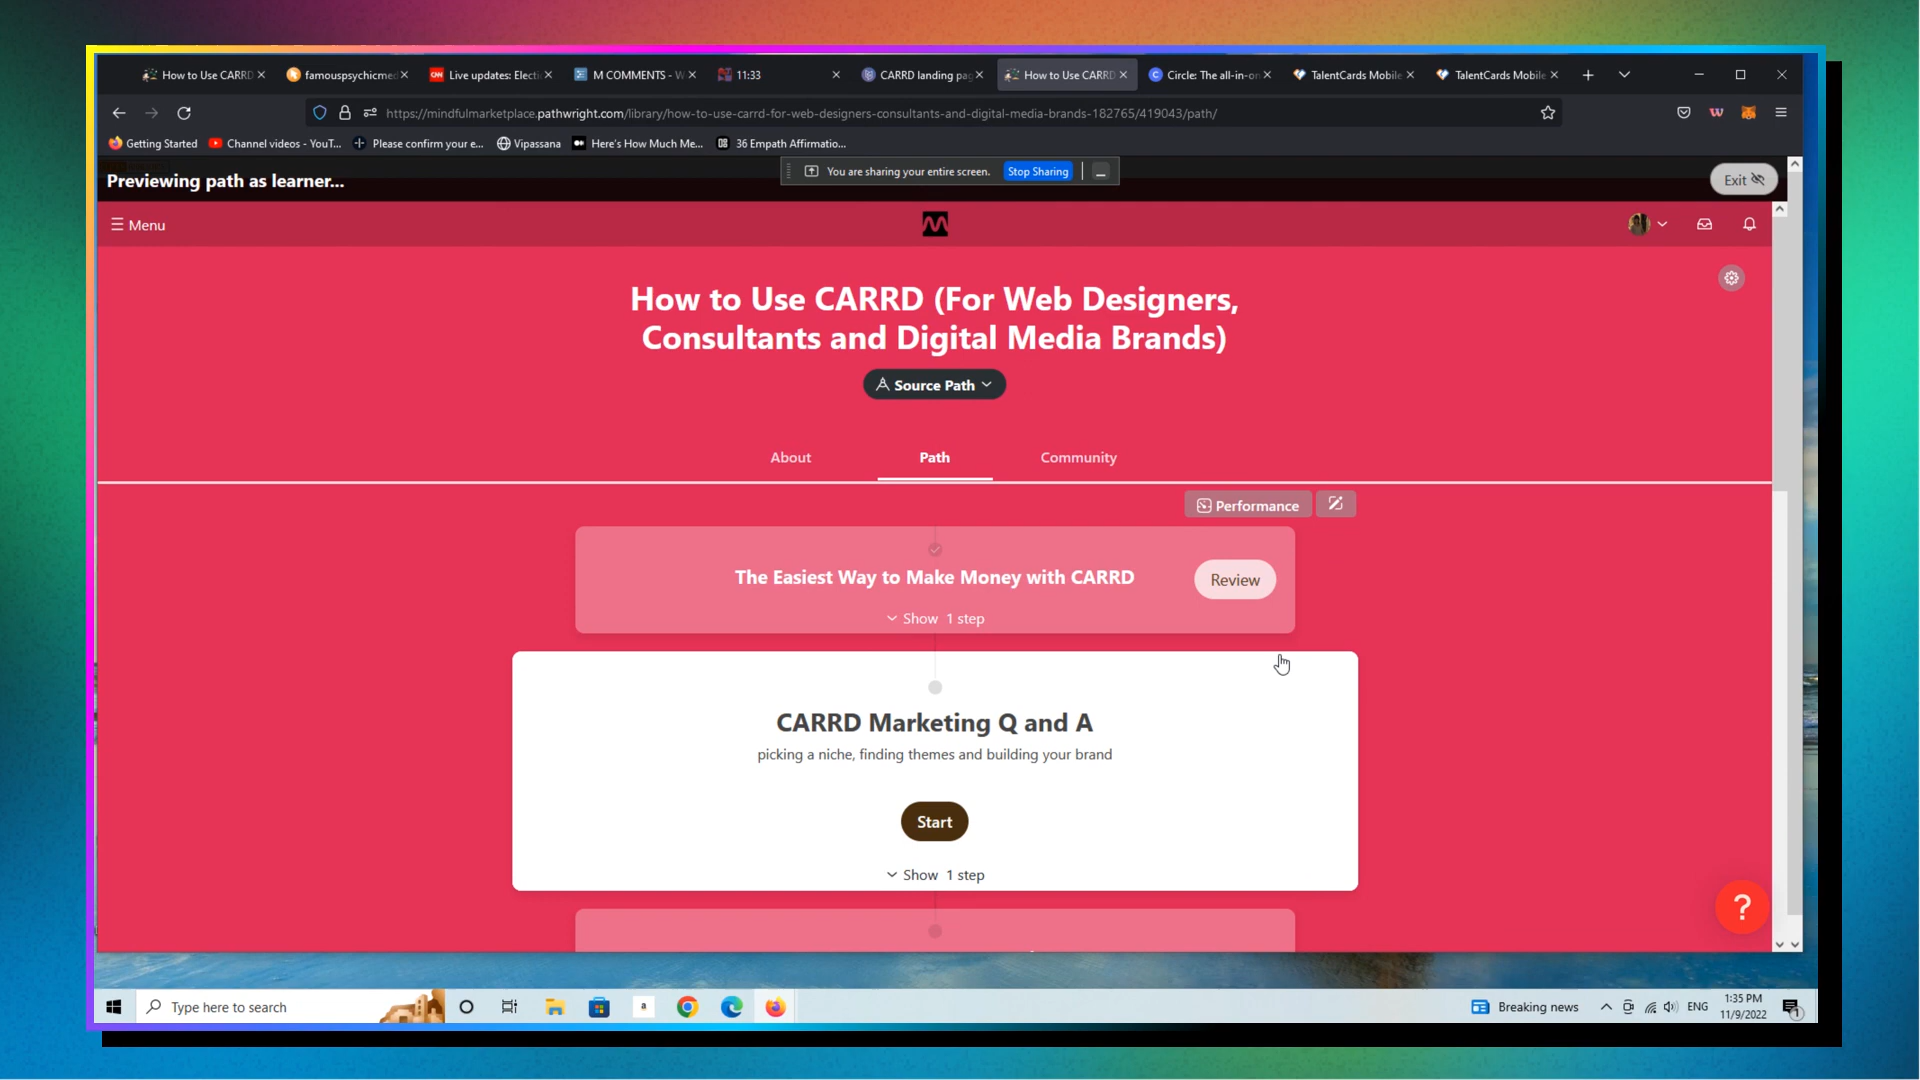 How to Use CARRD
famouspsychicmed
Live updates: Electi
M COMMENTS - W
11:33
CARRD landing pag
How to Use CARRD
Circle: The all-in-on
TalentCards Mobile
TalentCards Mobile
https://mindfulmarketplace.pathwright.com/library/how-to-use-carrd-for-web-designers-consultants-and-digital-media-brands-182765/419043/path/
Getting Started
Channel videos - YouT...
Please confirm your e...
Vipassana
Here's How Much Me...
36 Empath Affirmatio...
You are sharing your entire screen.
Stop Sharing
Previewing path as learner...
Exit
Menu
How to Use CARRD (For Web Designers,
Consultants and Digital Media Brands)
Source Path
About
Path
Community
Performance
The Easiest Way to Make Money with CARRD
Review
Show 1 step
CARRD Marketing Q and A
picking a niche, finding themes and building your brand
Start
Show 1 step
?
Type here to search
Breaking news
ENG
1:35 PM
11/9/2022
1